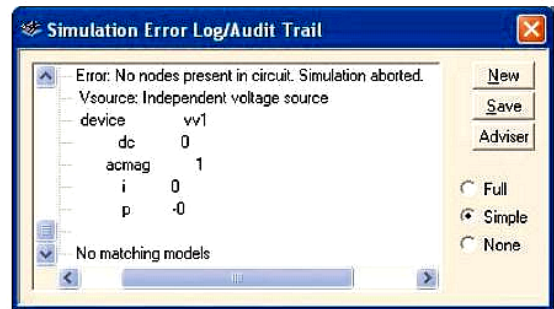 Simulation Error Log/Audit Trail
Error: No nodes present in circuit. Simulation aborted.
Vsource: Independent voltage source
device vv1
dc 0
acmag 1
i 0
p -0
No matching models
New
Save
Adviser
Full
Simple
None